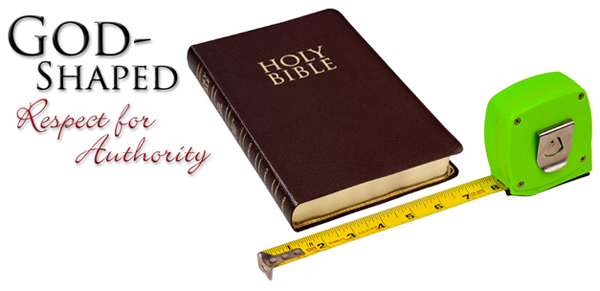 GOD-
SHAPED
Respect for
Authority
HOLY
BIBLE
1 2 3 4 5 6 7 8